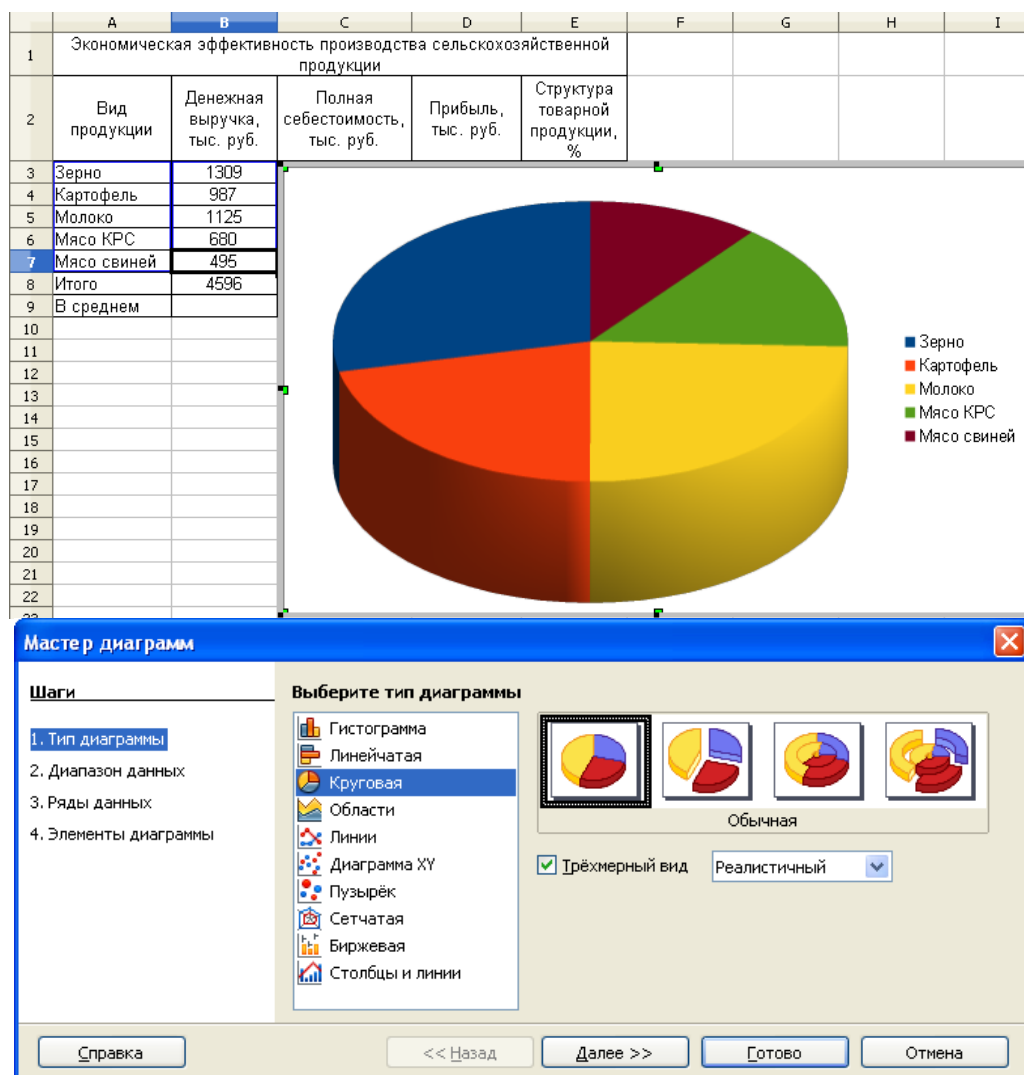 A B C D E F G H I
1 Экономическая эффективность производства сельскохозяйственной
продукции
2 Вид
продукции
Денежная
выручка,
тыс. руб.
Полная
себестоимость,
тыс. руб.
Прибыль,
тыс. руб.
Структура
товарной
продукции,
%
3 Зерно 1309
4 Картофель 987
5 Молоко 1125
6 Мясо КРС 680
7 Мясо свиней 495
8 Итого 4596
9 В среднем
10
11
12
13
14
15
16
17
18
19
20
21
22
23
Зерно
Картофель
Молоко
Мясо КРС
Мясо свиней
Мастер диаграмм
Шаги
1. Тип диаграммы
2. Диапазон данных
3. Ряды данных
4. Элементы диаграммы
Выберите тип диаграммы
Гистограмма
Линейчатая
Круговая
Области
Линии
Диаграмма XY
Пузырёк
Сетчатая
Биржевая
Столбцы и линии
Обычная
Трёхмерный вид Реалистичный
Справка << Назад Далее >> Готово Отмена